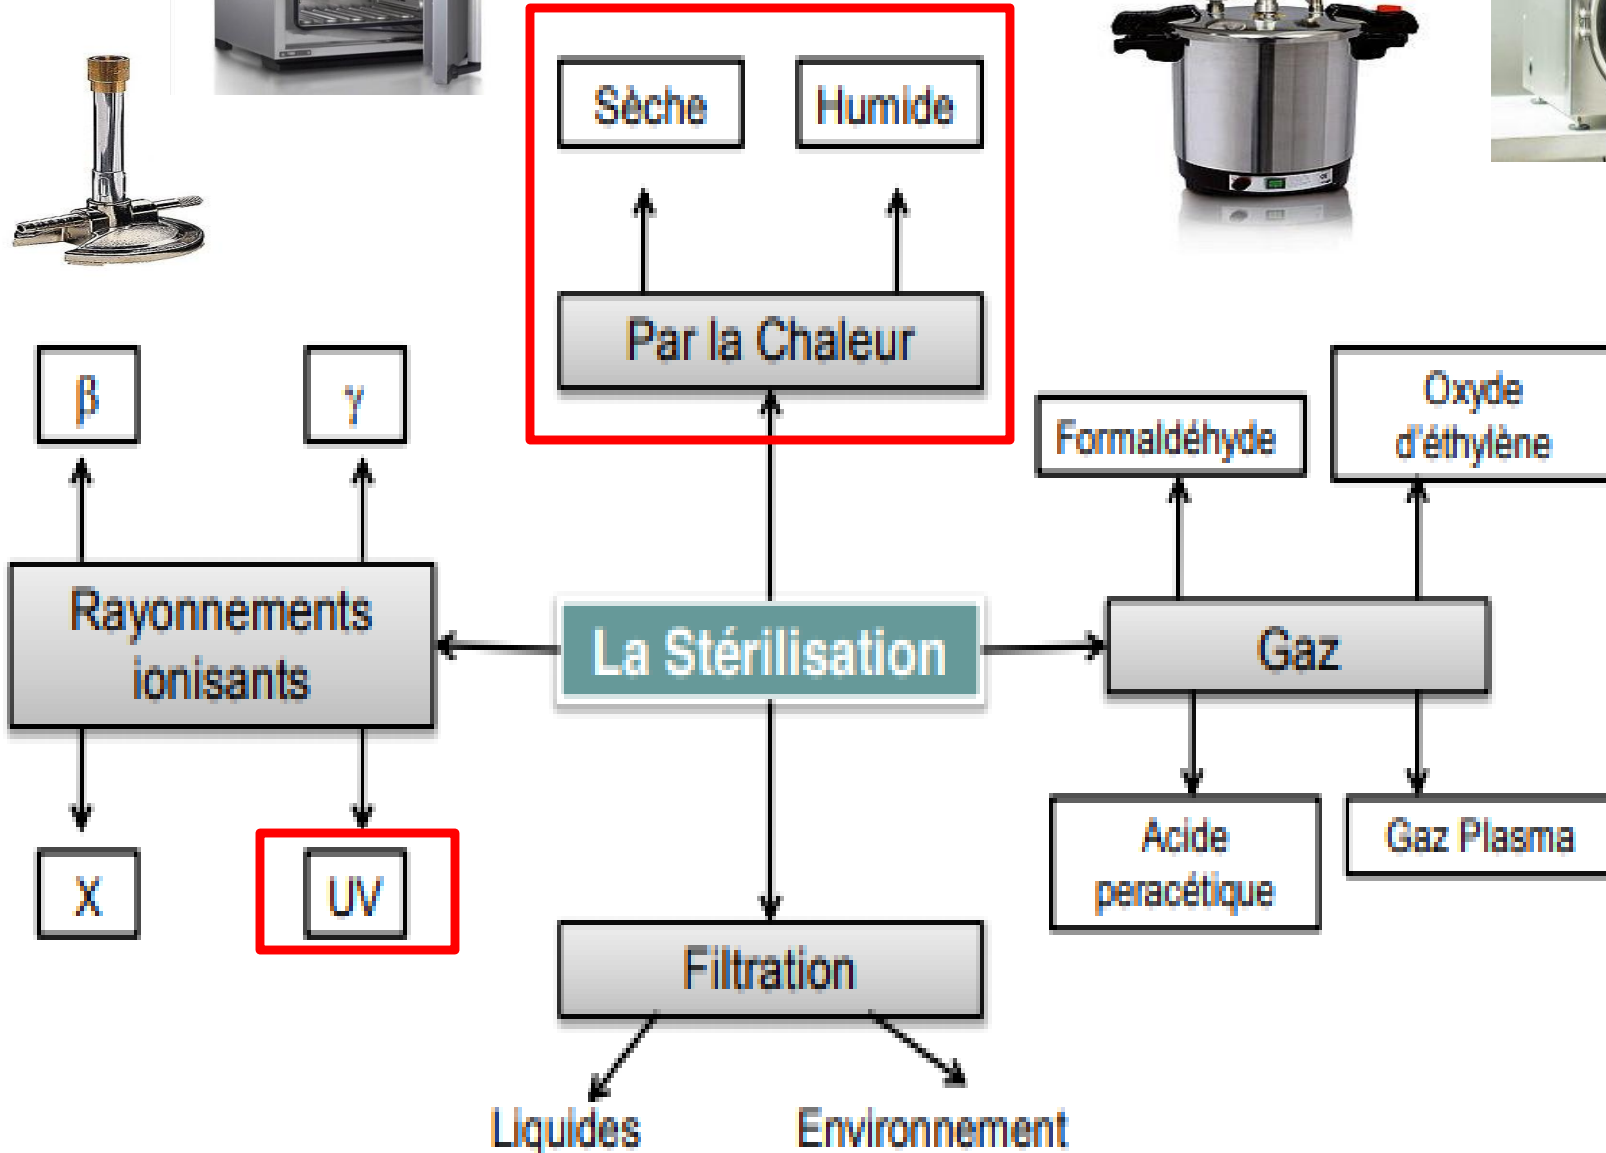 Sèche
Humide
Par la Chaleur
β
γ
Formaldéhyde
Oxyde
d'éthylène
Rayonnements
ionisants
La Stérilisation
Gaz
X
UV
Acide
peracétique
Gaz Plasma
Filtration
Liquides
Environnement